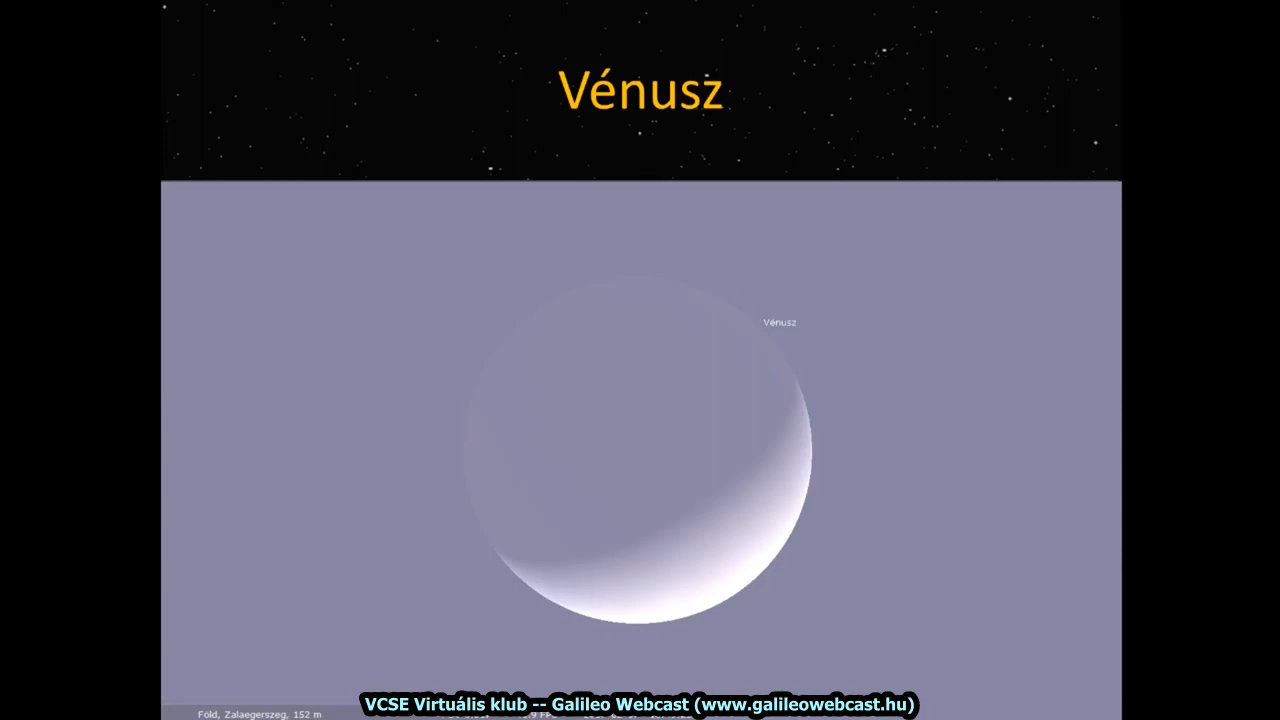 Vénusz
Vénusz
VCSE Virtuális klub -- Galileo Webcast (www.galileowebcast.hu)
Föld, Zalaegerszeg, 152 m